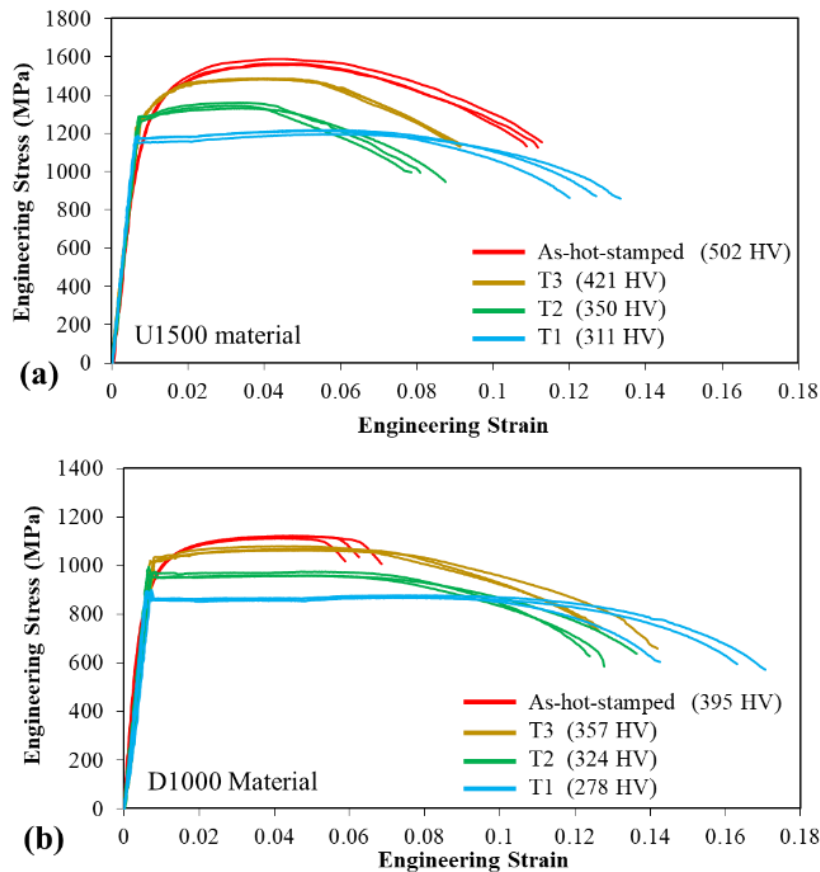 1800
1600
1400
1200
1000
800
600
400
200
0
Engineering Stress (MPa)
As-hot-stamped (502 HV)
T3 (421 HV)
T2 (350 HV)
T1 (311 HV)
U1500 material
(a)
0 0.02 0.04 0.06 0.08 0.1 0.12 0.14 0.16 0.18
Engineering Strain
1400
1200
1000
800
600
400
200
0
Engineering Stress (MPa)
As-hot-stamped (395 HV)
T3 (357 HV)
T2 (324 HV)
T1 (278 HV)
D1000 Material
(b)
0 0.02 0.04 0.06 0.08 0.1 0.12 0.14 0.16 0.18
Engineering Strain